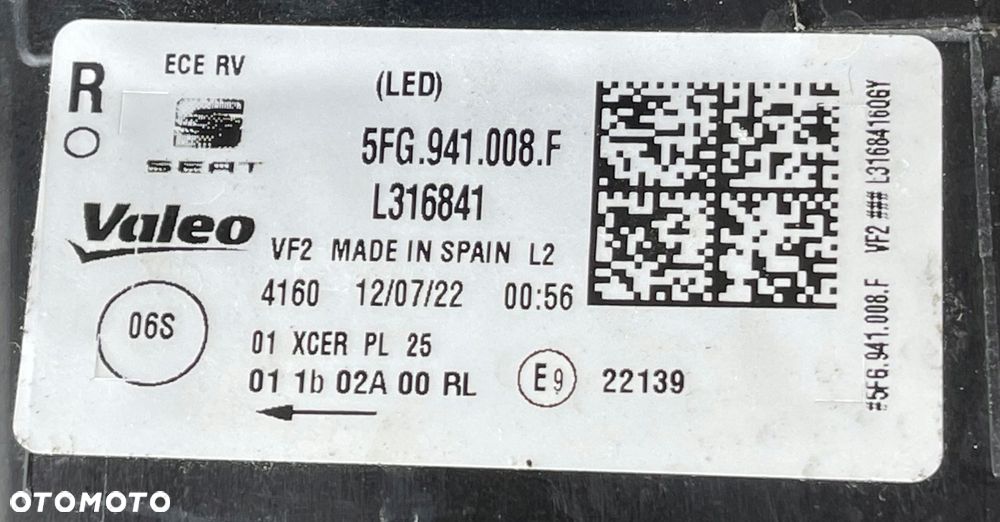 R
ECE RV
SEAT
Valeo
(LED)
5FG.941.008.F
L316841
VF2 MADE IN SPAIN L2
4160 12/07/22 00:56
06S
01 XCER PL 25
01 1b 02A 00 RL
E9 22139
#5FG.941.008.F VF2 ### L3168416Q6Y
OTOMOTO